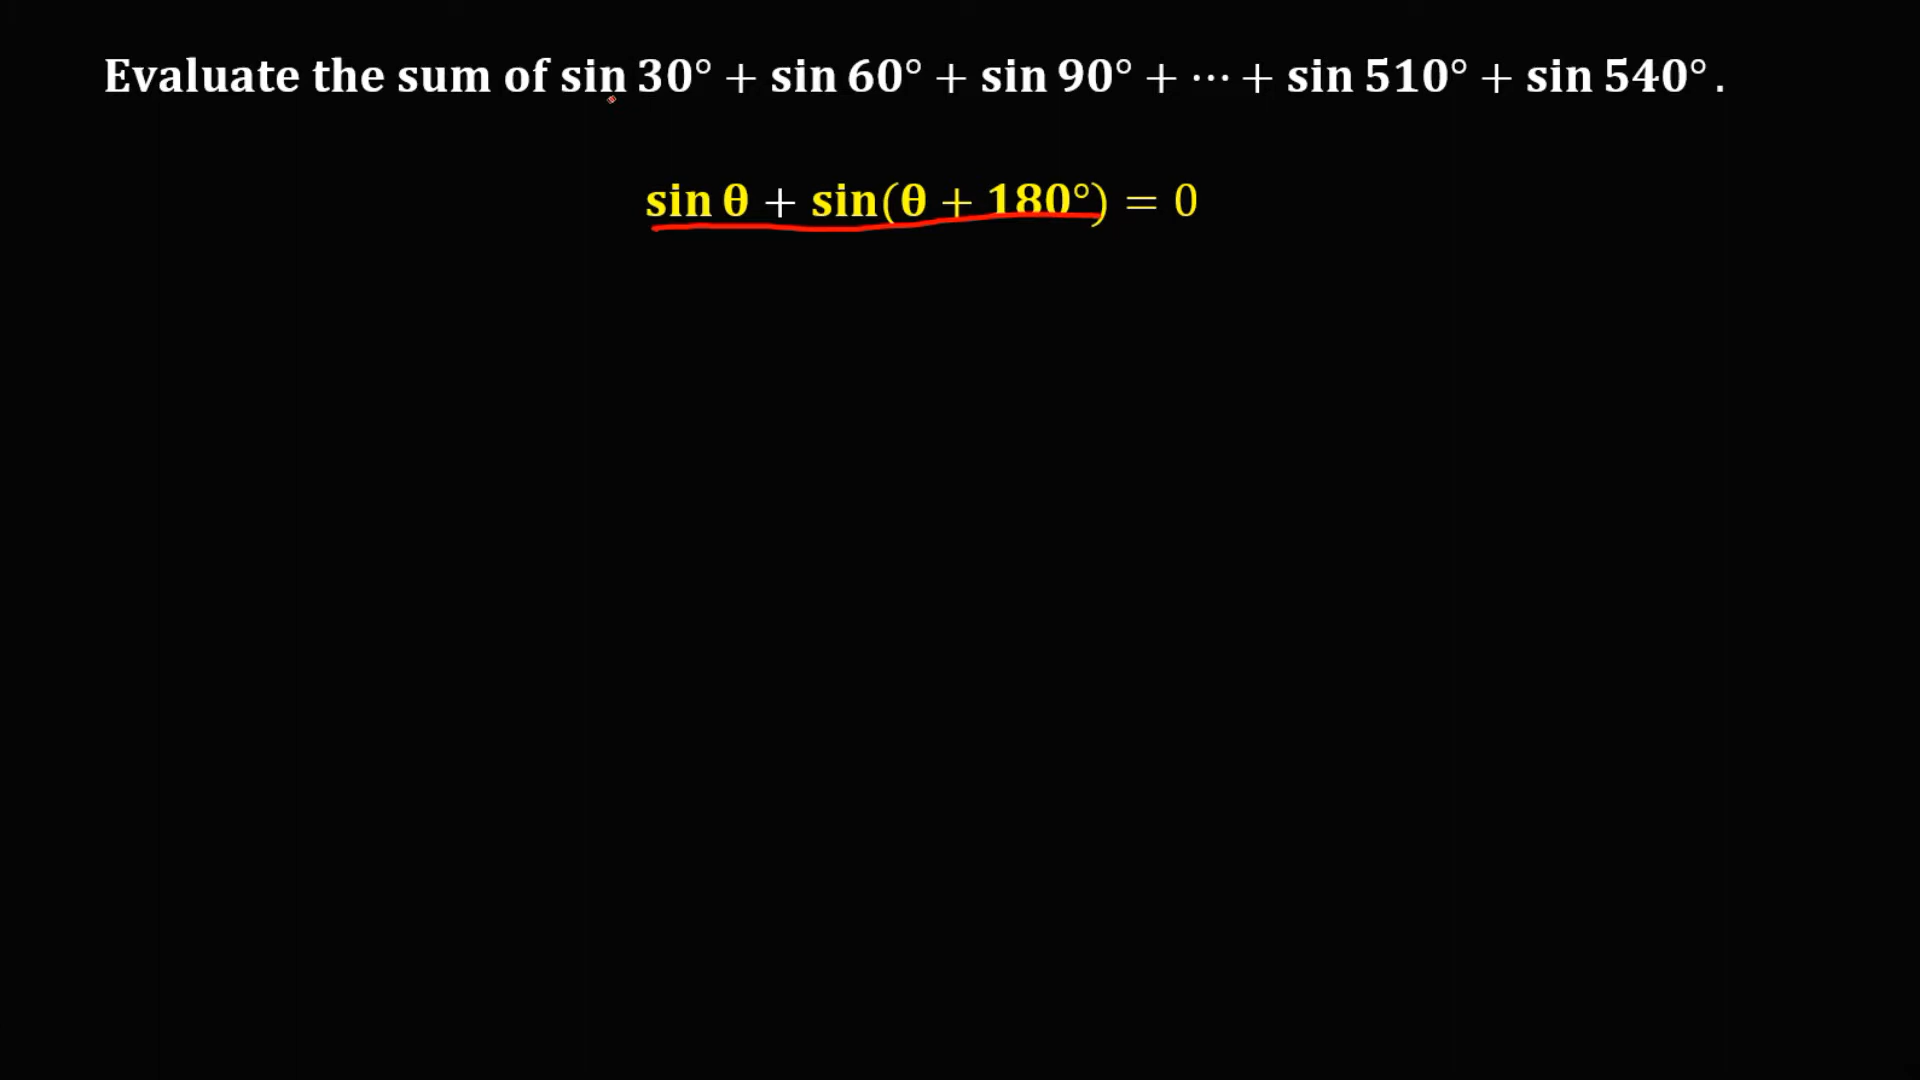 Evaluate the sum of sin 30° + sin 60° + sin 90° + ⋯ + sin 510° + sin 540° .
sin θ + sin(θ + 180°) = 0